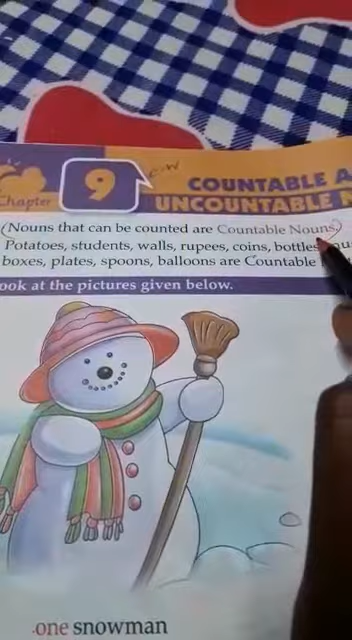 Chapter
9
COUNTABLE
UNCOUNTABLE
Nouns that can be counted are Countable Nouns
Potatoes, students, walls, rupees, coins, bottles
boxes, plates, spoons, balloons are Countable
ook at the pictures given below.
one snowman